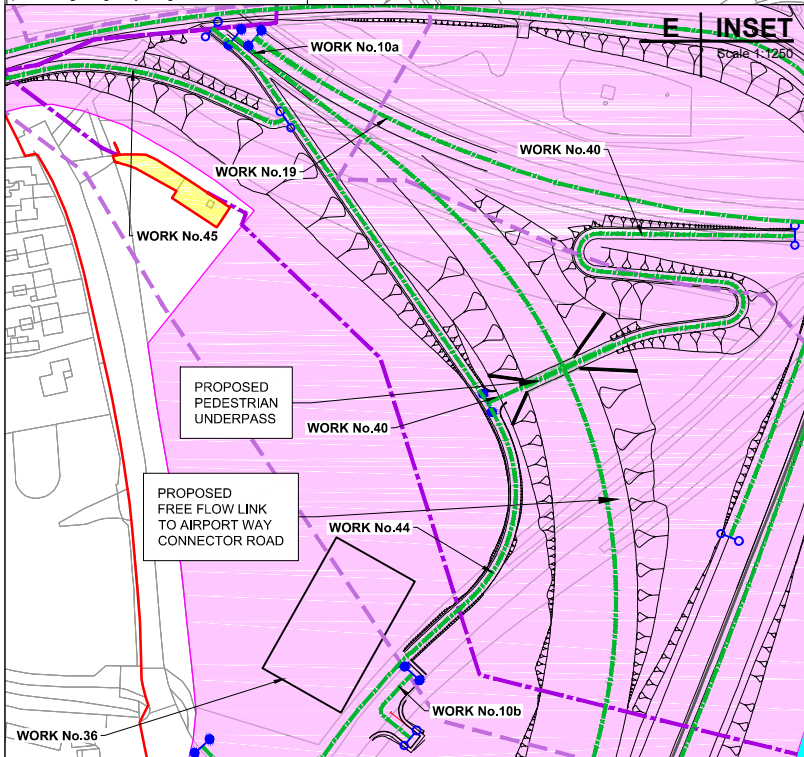 E
INSET
Scale 1:1250
WORK No.10a
WORK No.19
WORK No.40
WORK No.45
PROPOSED
PEDESTRIAN
UNDERPASS
WORK No.40
PROPOSED
FREE FLOW LINK
TO AIRPORT WAY
CONNECTOR ROAD
WORK No.44
WORK No.10b
WORK No.36